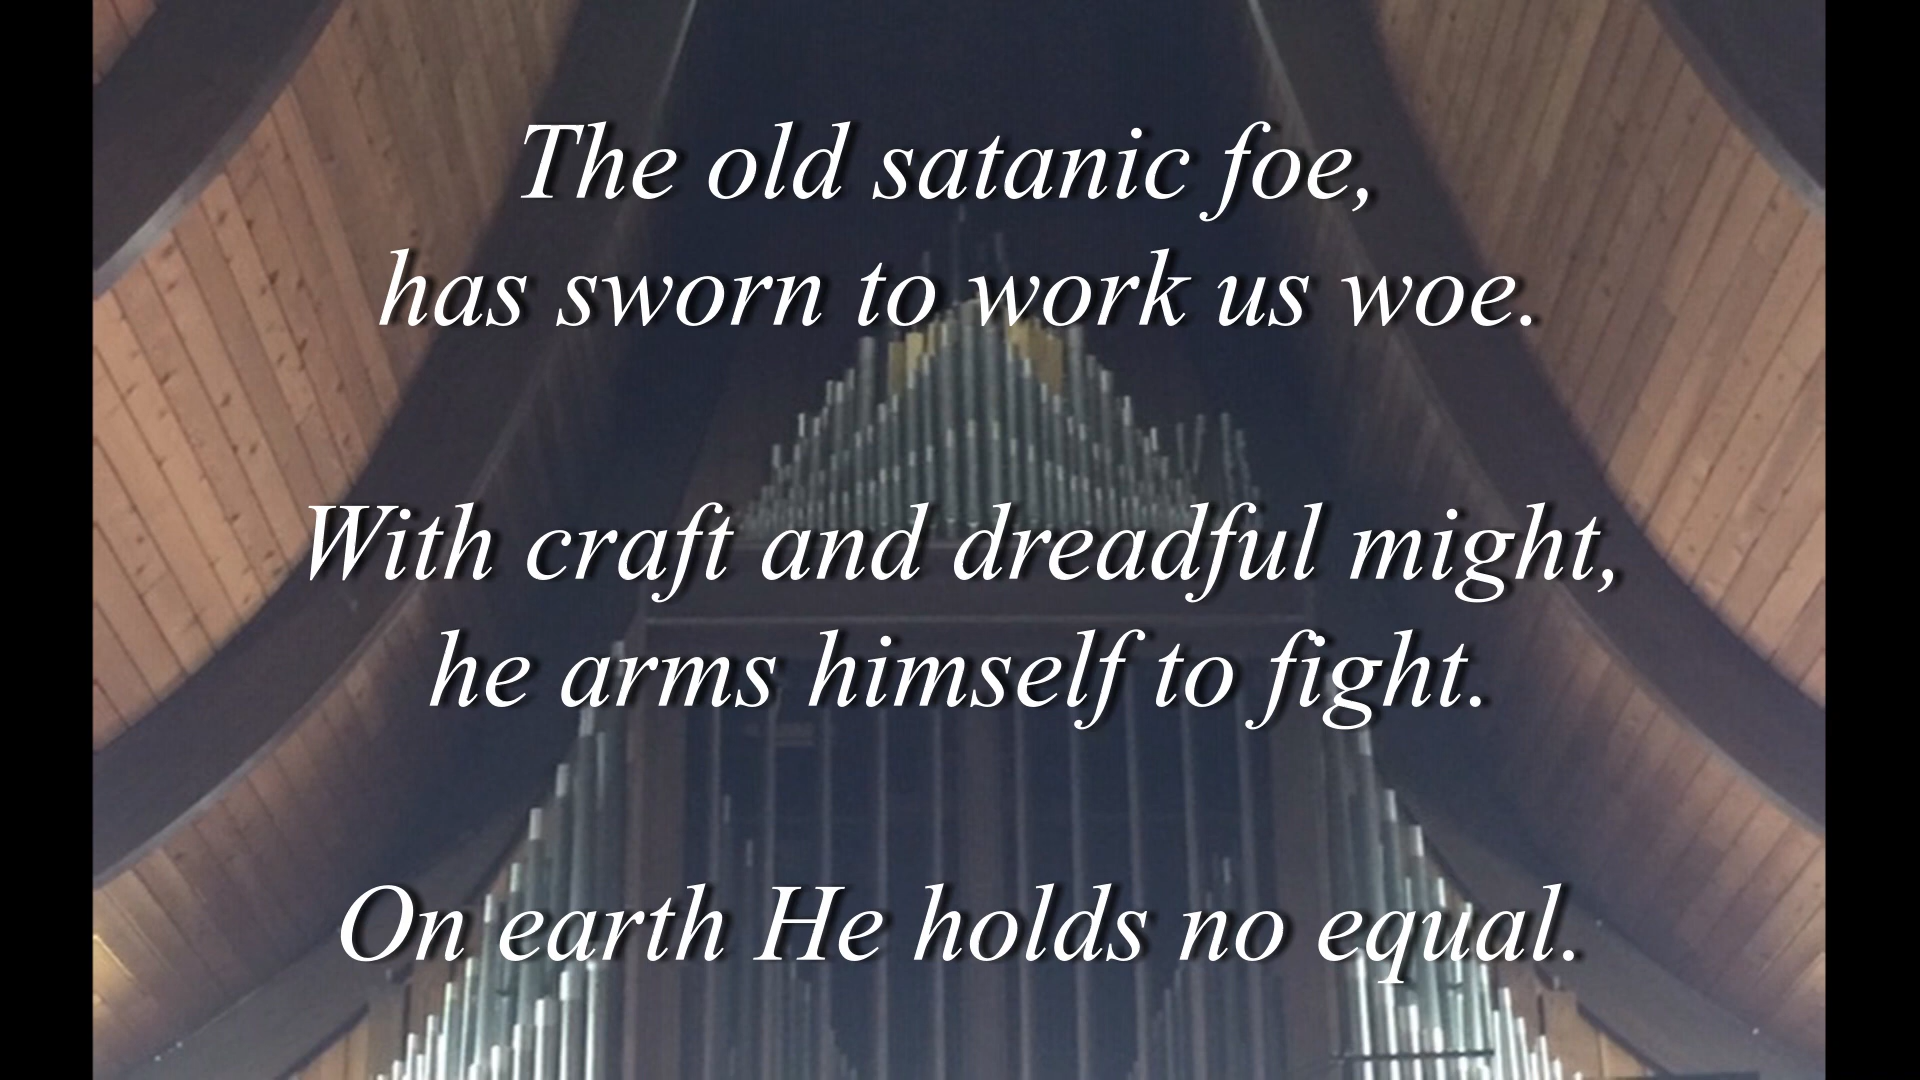 The old satanic foe,
has sworn to work us woe.
With craft and dreadful might,
he arms himself to fight.
On earth He holds no equal.